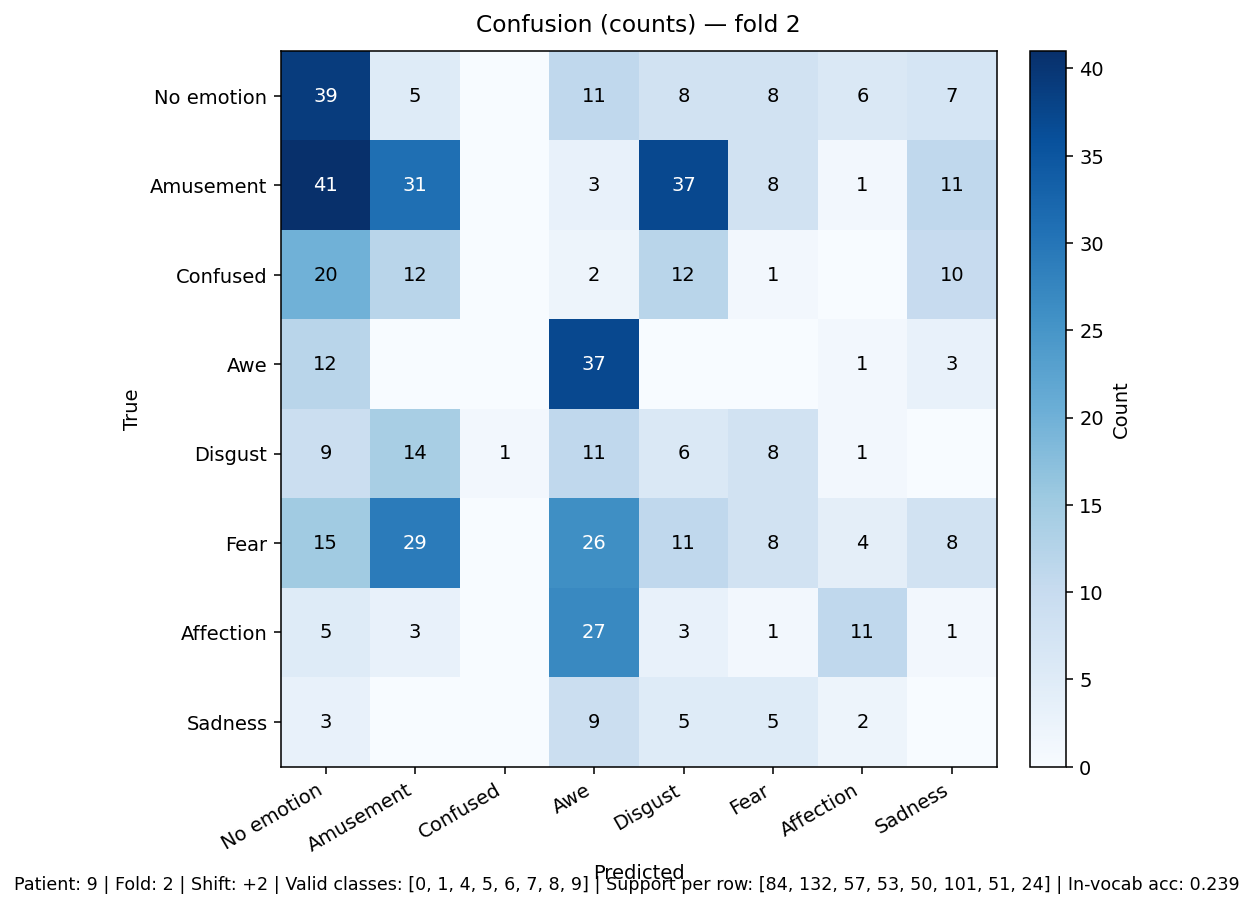 Confusion (counts) — fold 2
No emotion 39 5 11 8 8 6 7
Amusement 41 31 3 37 8 1 11
Confused 20 12 2 12 1 10
Awe 12 37 1 3
Disgust 9 14 1 11 6 8 1
Fear 15 29 26 11 8 4 8
Affection 5 3 27 3 1 11 1
Sadness 3 9 5 5 2
No emotion Amusement Confused Awe Disgust Fear Affection Sadness
Predicted
True
40
35
30
25
20
15
10
5
0
Count
Patient: 9 | Fold: 2 | Shift: +2 | Valid classes: [0, 1, 4, 5, 6, 7, 8, 9] | Support per row: [84, 132, 57, 53, 50, 101, 51, 24] | In-vocab acc: 0.239